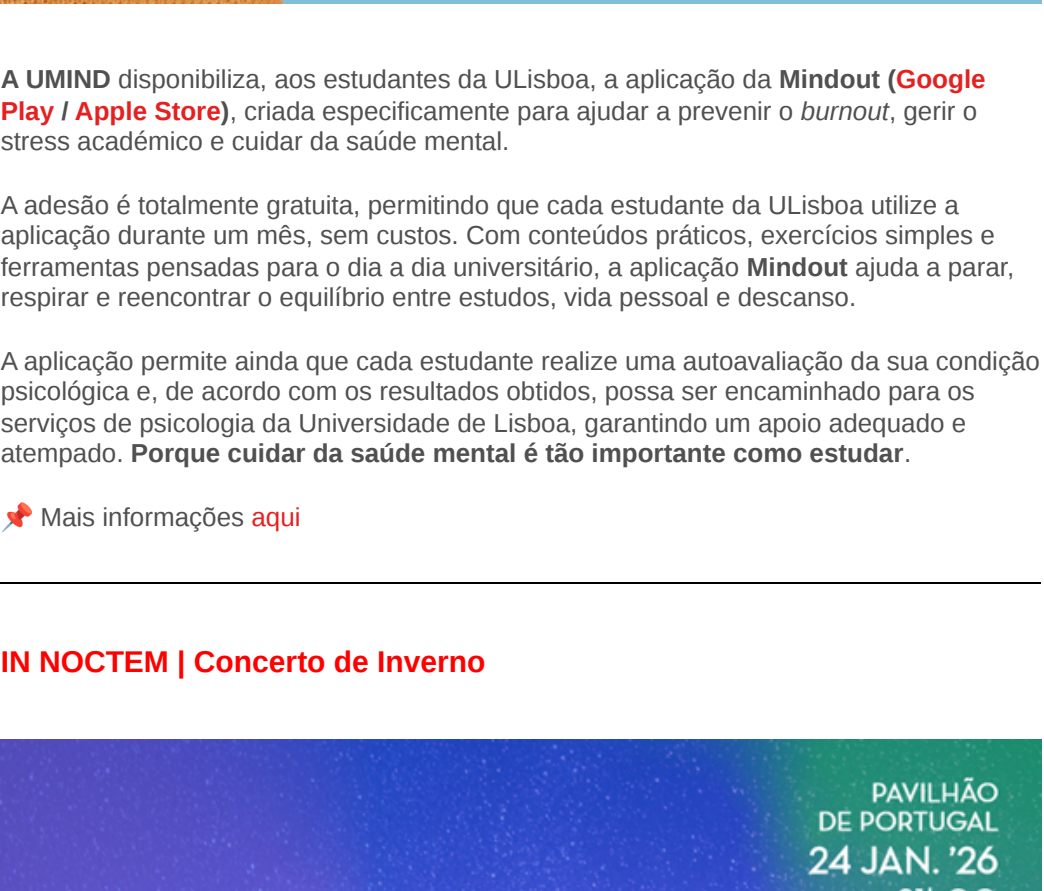 A UMIND disponibiliza, aos estudantes da ULisboa, a aplicação da Mindout (Google
Play / Apple Store), criada especificamente para ajudar a prevenir o burnout, gerir o
stress académico e cuidar da saúde mental.
A adesão é totalmente gratuita, permitindo que cada estudante da ULisboa utilize a
aplicação durante um mês, sem custos. Com conteúdos práticos, exercícios simples e
ferramentas pensadas para o dia a dia universitário, a aplicação Mindout ajuda a parar,
respirar e reencontrar o equilíbrio entre estudos, vida pessoal e descanso.
A aplicação permite ainda que cada estudante realize uma autoavaliação da sua condição
psicológica e, de acordo com os resultados obtidos, possa ser encaminhado para os
serviços de psicologia da Universidade de Lisboa, garantindo um apoio adequado e
atempado. Porque cuidar da saúde mental é tão importante como estudar.
📌 Mais informações aqui
IN NOCTEM | Concerto de Inverno
PAVILHÃO
DE PORTUGAL
24 JAN. '26